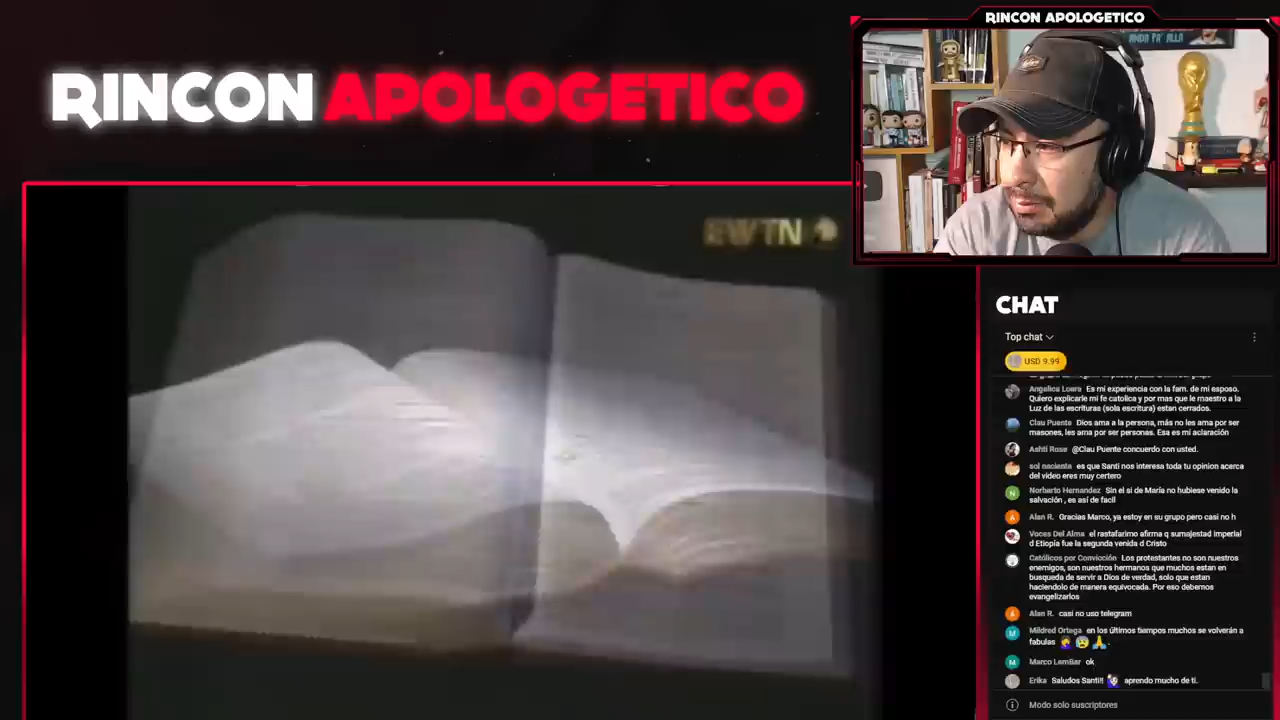 RINCON APOLOGETICO
RINCON APOLOGETICO
ANDA PA' ALLA
EWTN
CHAT
Top chat
USD 9.99
Angelica Loera Es mi experiencia con la fam. de mi esposo.
Quiero explicarle mi fe catolica y por mas que le maestro a la
Luz de las escrituras (sola escritura) estan cerrados.
Clau Puente Dios ama a la persona, más no les ama por ser
masones, les ama por ser personas. Esa es mi aclaración
Ashti Rose @Clau Puente concuerdo con usted.
sol naciente es que Santi nos interesa toda tu opinion acerca
del video eres muy certero
N
Norberto Hernandez Sin el si de María no hubiese venido la
salvación , es asi de facil
A
Alan R. Gracias Marco, ya estoy en su grupo pero casi no h
Voces Del Alma el rastafarimo afirma q sumajestad imperial
d Etiopía fue la segunda venida d Cristo
Católicos por Convicción Los protestantes no son nuestros
enemigos, son nuestros hermanos que muchos estan en
busqueda de servir a Dios de verdad, solo que estan
haciendolo de manera equivocada. Por eso debemos
evangelizarlos
A
Alan R. casi no uso telegram
M
Mildred Ortega en los últimos tiempos muchos se volverán a
fabulas 🤦‍♀️ 😰 🙏 .
M
Marco LemBar ok
Erika Saludos Santi!! 🙋‍♀️ aprendo mucho de ti.
Modo solo suscriptores